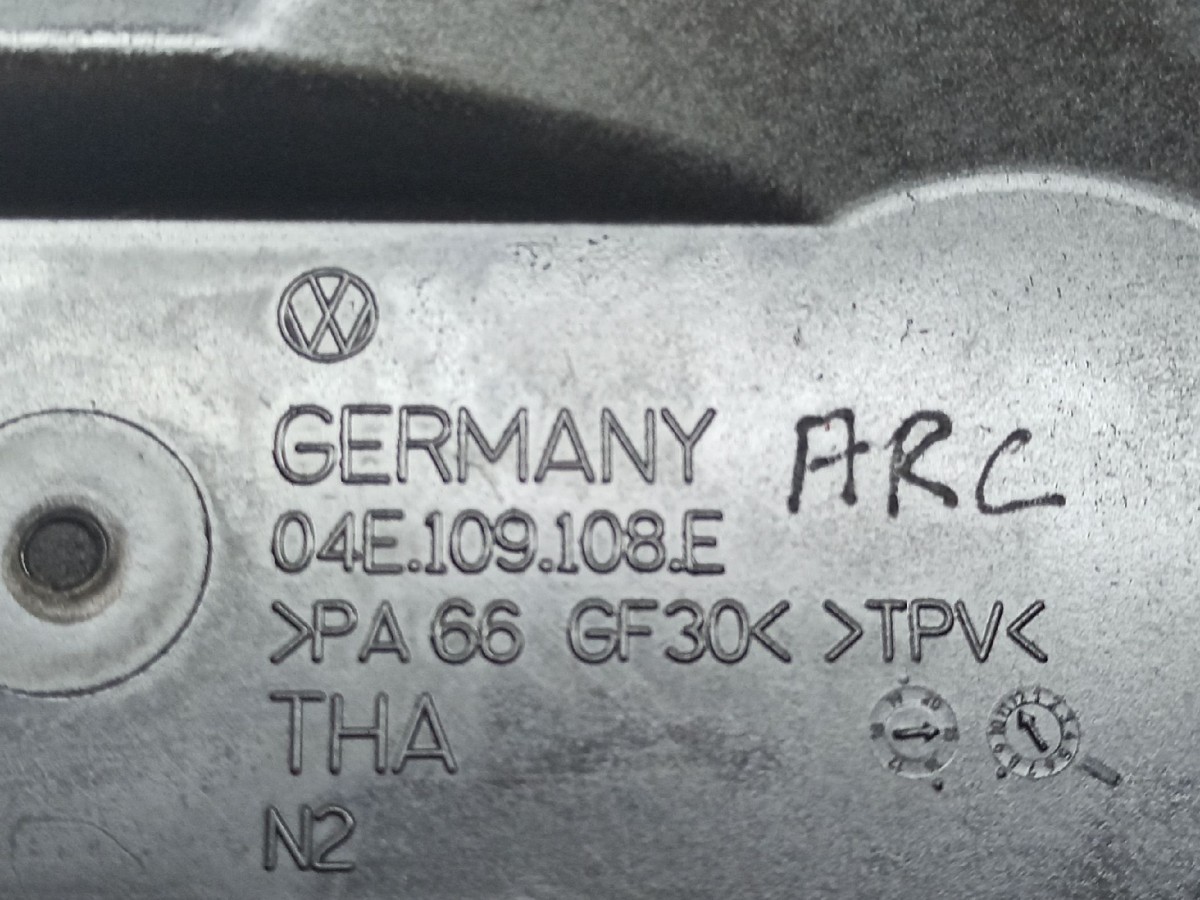 GERMANY ARC
04E.109.108.E
>PA 66 GF30< >TPV<
THA
N2